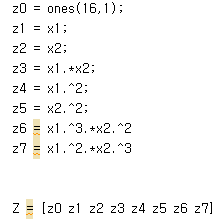 z0 = ones(16,1);
z1 = x1;
z2 = x2;
z3 = x1.*x2;
z4 = x1.^2;
z5 = x2.^2;
z6 = x1.^3.*x2.^2
z7 = x1.^2.*x2.^3
Z = [z0 z1 z2 z3 z4 z5 z6 z7]